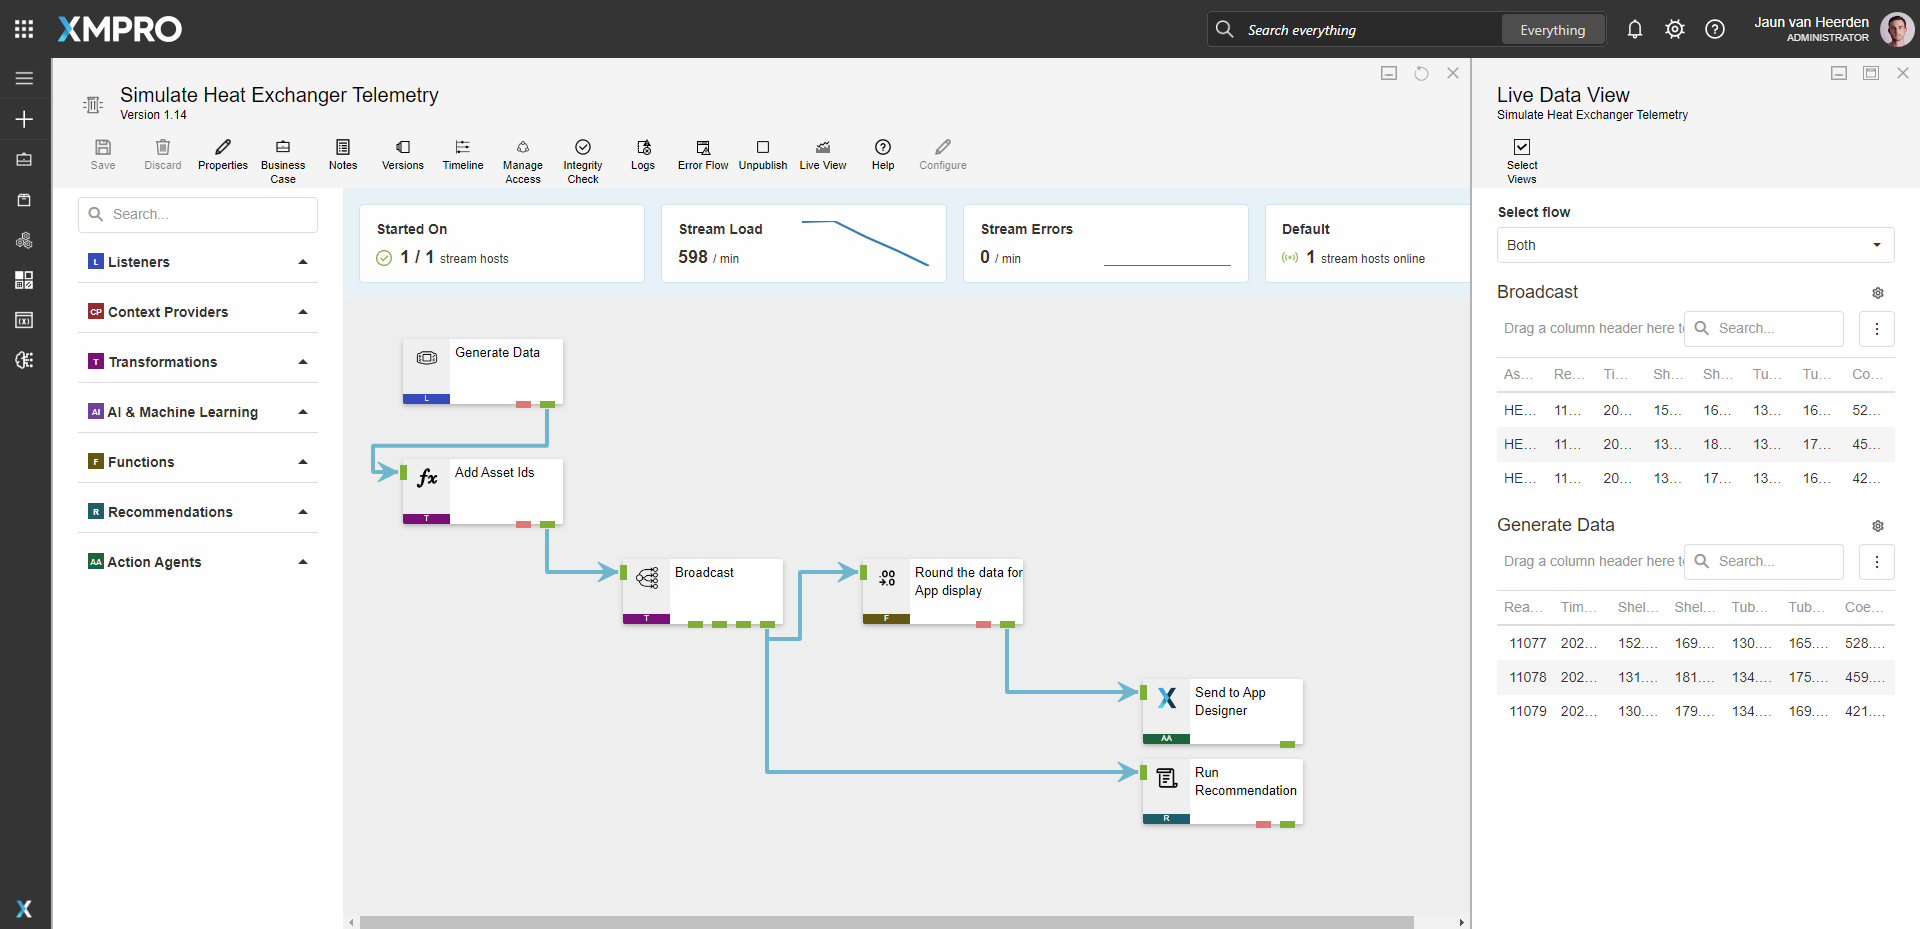 XMPRO
Search everything
Everything
Jaun van Heerden
ADMINISTRATOR
Simulate Heat Exchanger Telemetry
Version 1.14
Save
Discard
Properties
Business Case
Notes
Versions
Timeline
Manage Access
Integrity Check
Logs
Error Flow
Unpublish
Live View
Help
Configure
Search...
L Listeners
CP Context Providers
T Transformations
AI AI & Machine Learning
F Functions
R Recommendations
AA Action Agents
Started On
1 / 1 stream hosts
Stream Load
598 / min
Stream Errors
0 / min
Default
1 stream hosts online
Generate Data
L
Add Asset Ids
fx
T
Broadcast
T
Round the data for
App display
.00
→.0
F
Send to App
Designer
AA
Run
Recommendation
R
Live Data View
Simulate Heat Exchanger Telemetry
Select
Views
Select flow
Both
Broadcast
Drag a column header here to
Search...
As... Re... Ti... Sh... Sh... Tu... Tu... Co...
HE... 11... 20... 15... 16... 13... 16... 52...
HE... 11... 20... 13... 18... 13... 17... 45...
HE... 11... 20... 13... 17... 13... 16... 42...
Generate Data
Drag a column header here to
Search...
Rea... Tim... Shel... Shel... Tub... Tub... Coe...
11077 202... 152.... 169.... 130.... 165.... 528....
11078 202... 131.... 181.... 134.... 175.... 459....
11079 202... 130.... 179.... 134.... 169.... 421....